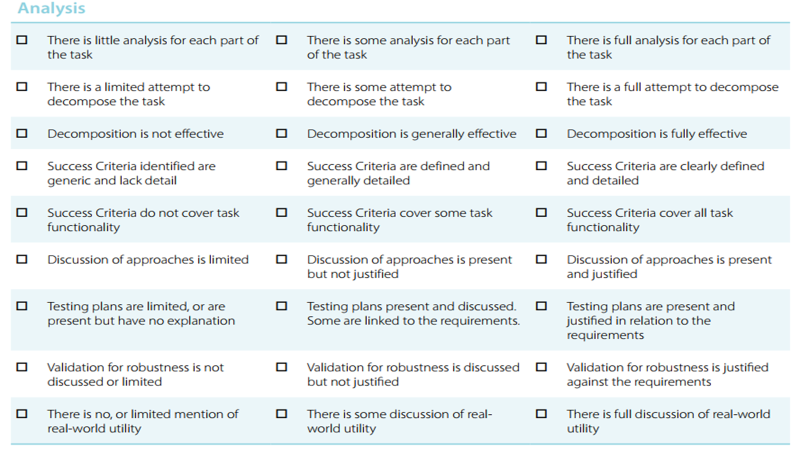 Analysis
☐ There is little analysis for each part of
the task
☐ There is some analysis for each part
of the task
☐ There is full analysis for each part of
the task
☐ There is a limited attempt to
decompose the task
☐ There is some attempt to
decompose the task
☐ There is a full attempt to decompose
the task
☐ Decomposition is not effective
☐ Decomposition is generally effective
☐ Decomposition is fully effective
☐ Success Criteria identified are
generic and lack detail
☐ Success Criteria are defined and
generally detailed
☐ Success Criteria are clearly defined
and detailed
☐ Success Criteria do not cover task
functionality
☐ Success Criteria cover some task
functionality
☐ Success Criteria cover all task
functionality
☐ Discussion of approaches is limited
☐ Discussion of approaches is present
but not justified
☐ Discussion of approaches is present
and justified
☐ Testing plans are limited, or are
present but have no explanation
☐ Testing plans present and discussed.
Some are linked to the requirements.
☐ Testing plans are present and
justified in relation to the
requirements
☐ Validation for robustness is not
discussed or limited
☐ Validation for robustness is discussed
but not justified
☐ Validation for robustness is justified
against the requirements
☐ There is no, or limited mention of
real-world utility
☐ There is some discussion of real-
world utility
☐ There is full discussion of real-world
utility